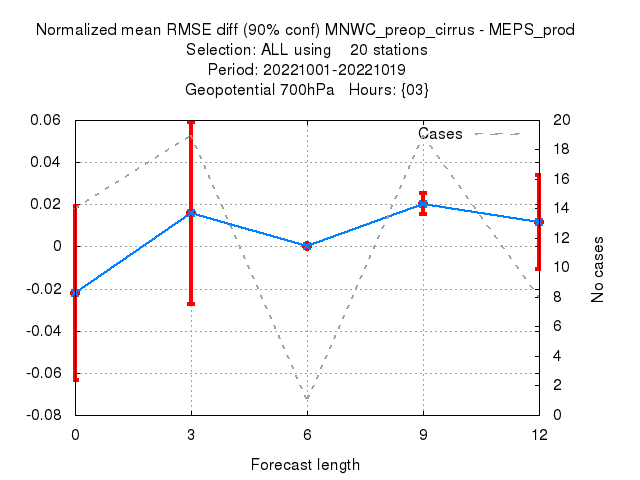 Normalized mean RMSE diff (90% conf) MNWC_preop_cirrus - MEPS_prod
Selection: ALL using    20 stations
Period: 20221001-20221019
Geopotential 700hPa   Hours: {03}
Cases
0.06
0.04
0.02
0
-0.02
-0.04
-0.06
-0.08
20
18
16
14
12
10
8
6
4
2
0
No cases
0 3 6 9 12
Forecast length